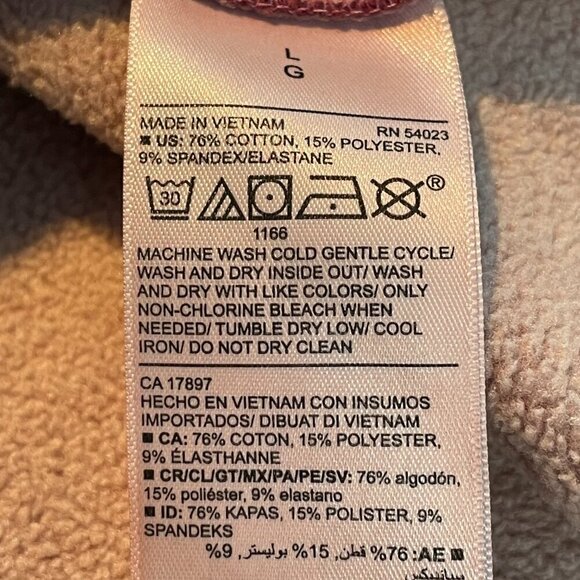 L
G
MADE IN VIETNAM RN 54023
■ US: 76% COTTON, 15% POLYESTER,
9% SPANDEX/ELASTANE
30 ®
1166
MACHINE WASH COLD GENTLE CYCLE/
WASH AND DRY INSIDE OUT/ WASH
AND DRY WITH LIKE COLORS/ ONLY
NON-CHLORINE BLEACH WHEN
NEEDED/ TUMBLE DRY LOW/ COOL
IRON/ DO NOT DRY CLEAN
CA 17897
HECHO EN VIETNAM CON INSUMOS
IMPORTADOS/ DIBUAT DI VIETNAM
■ CA: 76% COTON, 15% POLYESTER,
9% ÉLASTHANNE
■ CR/CL/GT/MX/PA/PE/SV: 76% algodón,
15% poliéster, 9% elastano
■ ID: 76% KAPAS, 15% POLISTER, 9%
SPANDEKS
■ AE: 76% قطن, 15% بوليستر, 9%
سباندكس